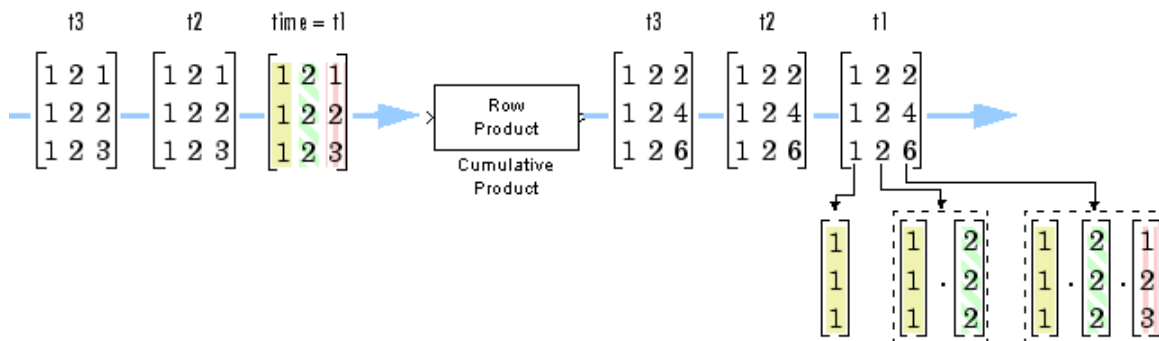 t3 t2 time = t1 t3 t2 t1
1 2 1 1 2 1 1 2 1 1 2 2 1 2 2 1 2 2
1 2 2 1 2 2 1 2 2 Row Product 1 2 4 1 2 4 1 2 4
1 2 3 1 2 3 1 2 3 1 2 6 1 2 6 1 2 6
Cumulative
Product
1 1 2 1 2 1
1 1 . 2 1 . 2 . 2
1 1 2 1 2 3